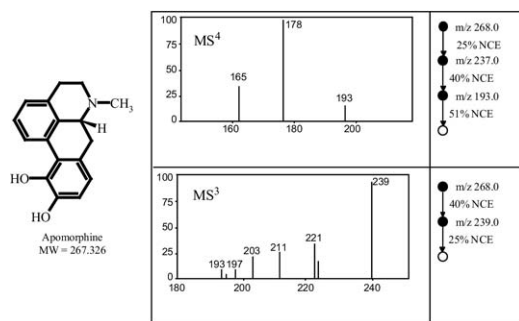 N
CH3
H
HO
HO
Apomorphine
MW = 267.326
MS4
100
75
50
25
0
178
165
193
160
180
200
m/z 268.0
25% NCE
m/z 237.0
40% NCE
m/z 193.0
51% NCE
MS3
100
75
50
25
0
239
221
211
203
193
197
180
200
220
240
m/z 268.0
40% NCE
m/z 239.0
25% NCE